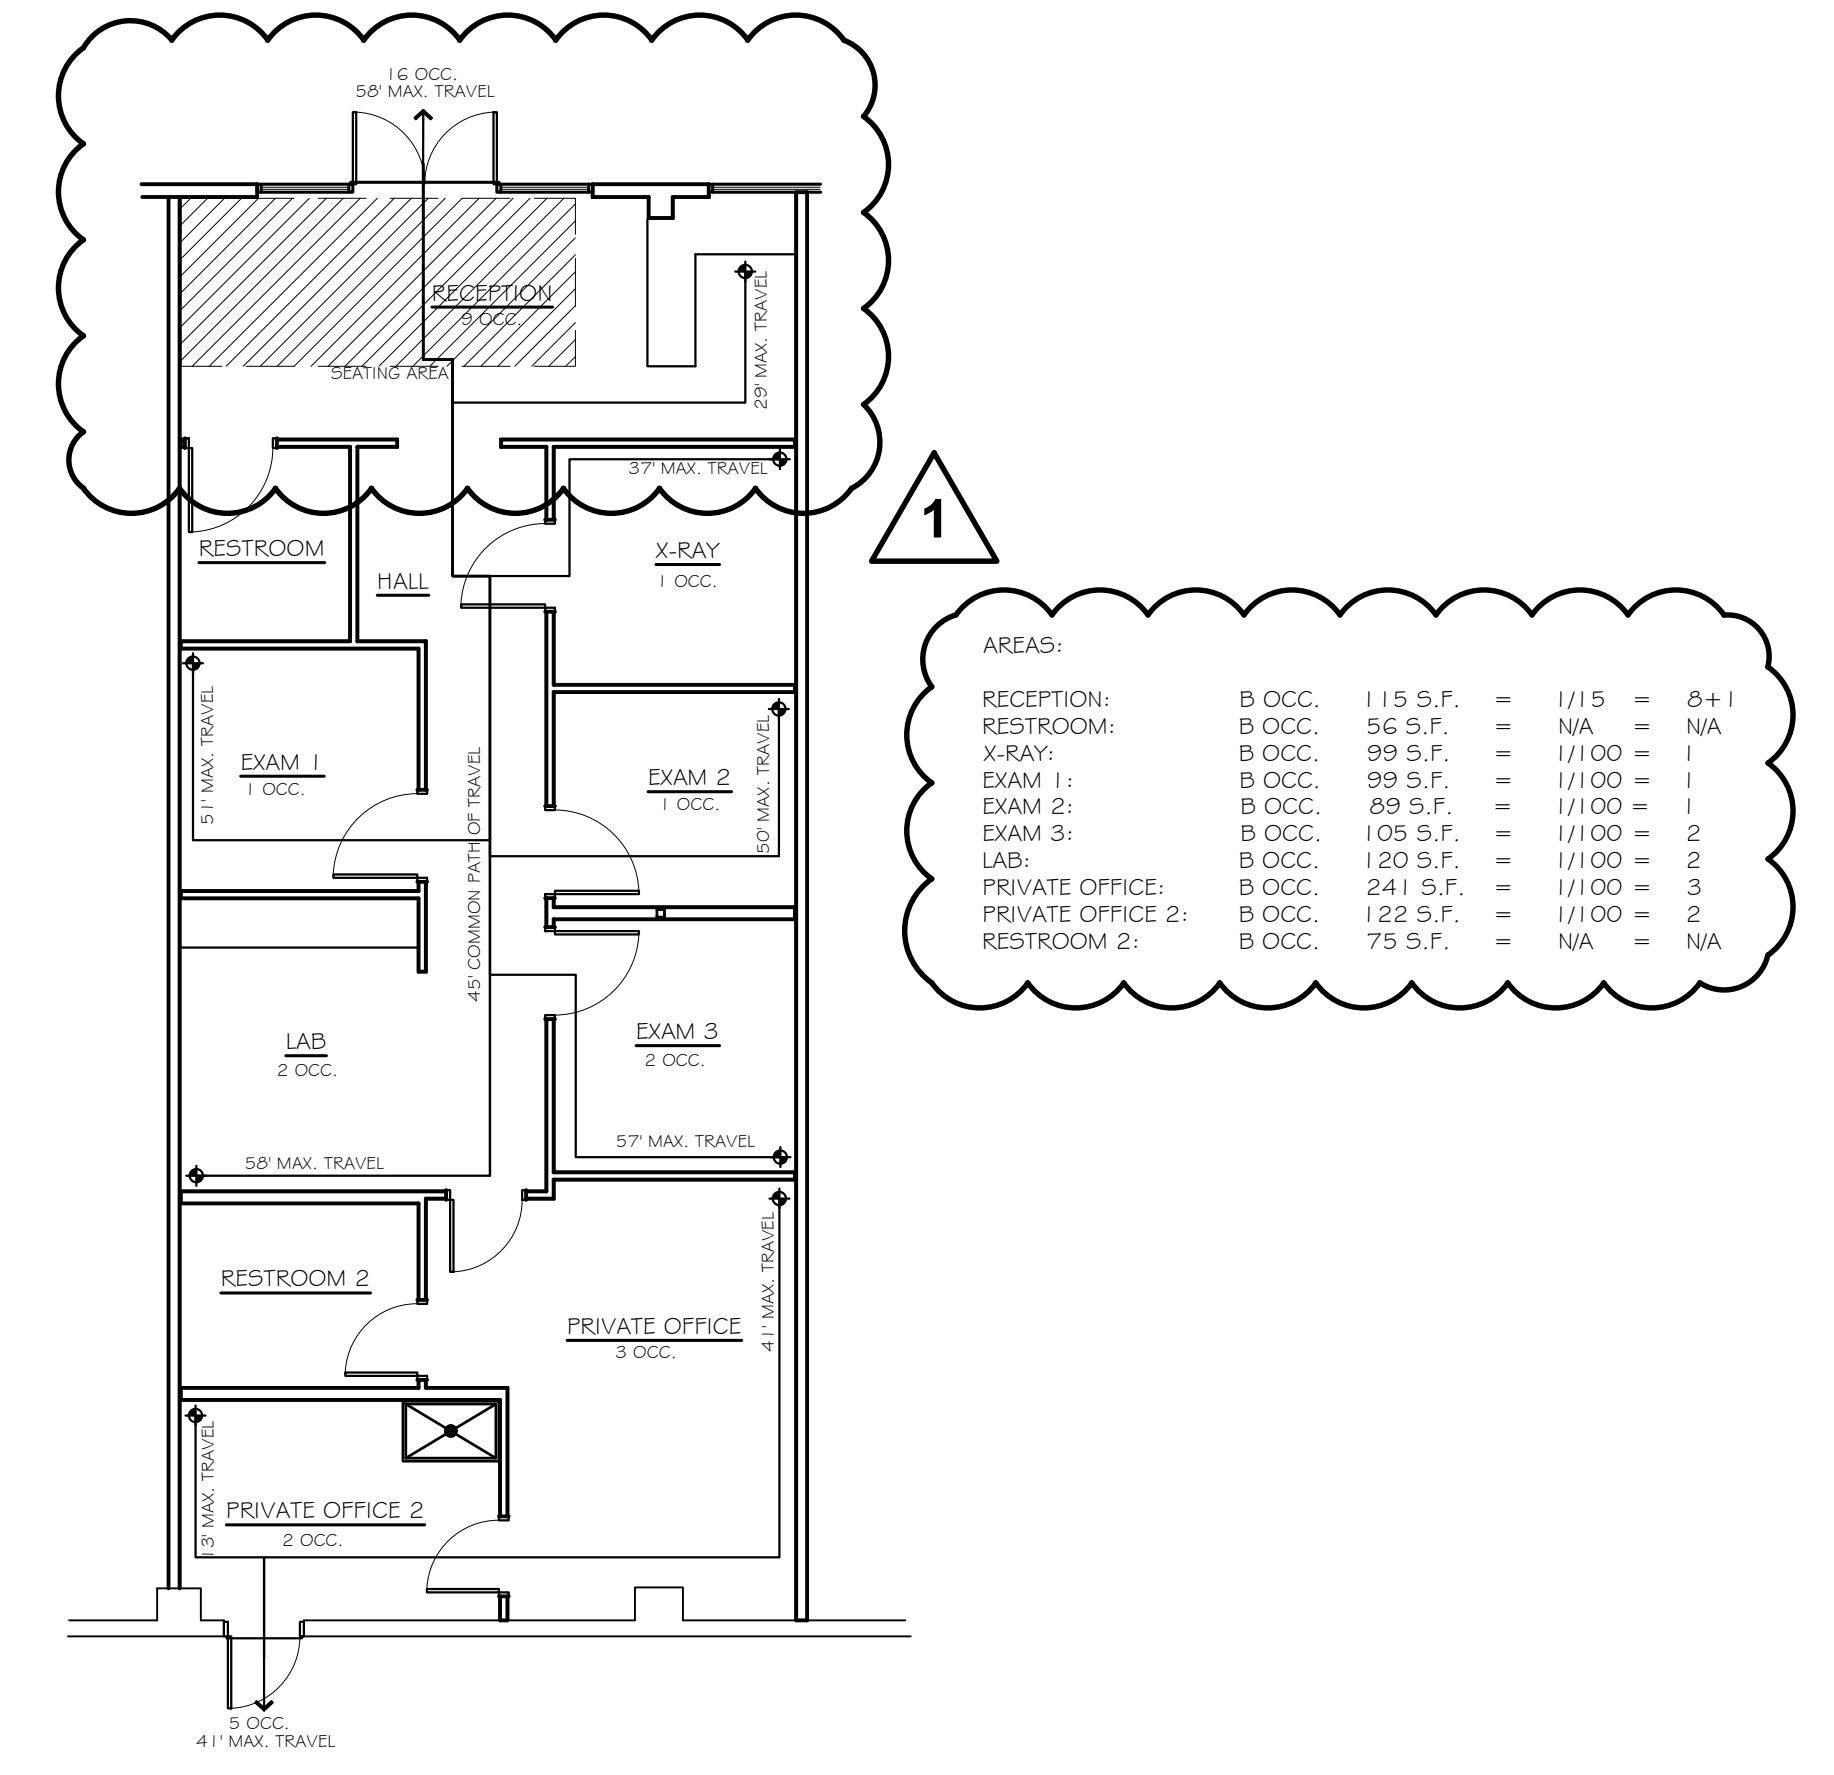 16 OCC.
58' MAX. TRAVEL
RECEPTION
9 OCC.
SEATING AREA
29' MAX. TRAVEL
37' MAX. TRAVEL
1
RESTROOM
HALL
X-RAY
1 OCC.
51' MAX. TRAVEL
EXAM 1
1 OCC.
45' COMMON PATH OF TRAVEL
EXAM 2
1 OCC.
50' MAX. TRAVEL
LAB
2 OCC.
58' MAX. TRAVEL
EXAM 3
2 OCC.
57' MAX. TRAVEL
RESTROOM 2
PRIVATE OFFICE
3 OCC.
41' MAX. TRAVEL
13' MAX. TRAVEL
PRIVATE OFFICE 2
2 OCC.
5 OCC.
41' MAX. TRAVEL
AREAS:
RECEPTION: B OCC. 115 S.F. = 1/15 = 8+1
RESTROOM: B OCC. 56 S.F. = N/A = N/A
X-RAY: B OCC. 99 S.F. = 1/100 = 1
EXAM 1: B OCC. 99 S.F. = 1/100 = 1
EXAM 2: B OCC. 89 S.F. = 1/100 = 1
EXAM 3: B OCC. 105 S.F. = 1/100 = 2
LAB: B OCC. 120 S.F. = 1/100 = 2
PRIVATE OFFICE: B OCC. 241 S.F. = 1/100 = 3
PRIVATE OFFICE 2: B OCC. 122 S.F. = 1/100 = 2
RESTROOM 2: B OCC. 75 S.F. = N/A = N/A